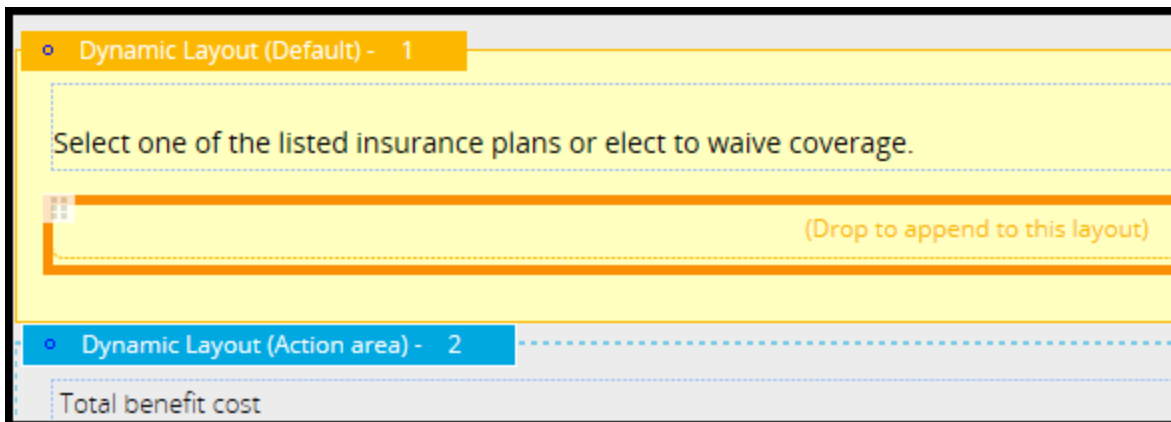 Dynamic Layout (Default) - 1
Select one of the listed insurance plans or elect to waive coverage.
(Drop to append to this layout)
Dynamic Layout (Action area) - 2
Total benefit cost